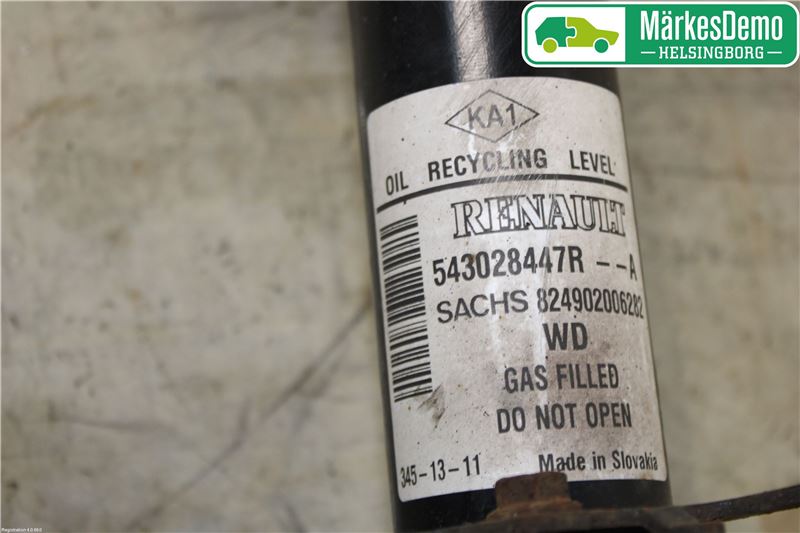 MärkesDemo
HELSINGBORG
KA1
OIL RECYCLING LEVEL
RENAULT
543028447R --A
SACHS 824902006282
WD
GAS FILLED
DO NOT OPEN
345-13-11 Made in Slovakia